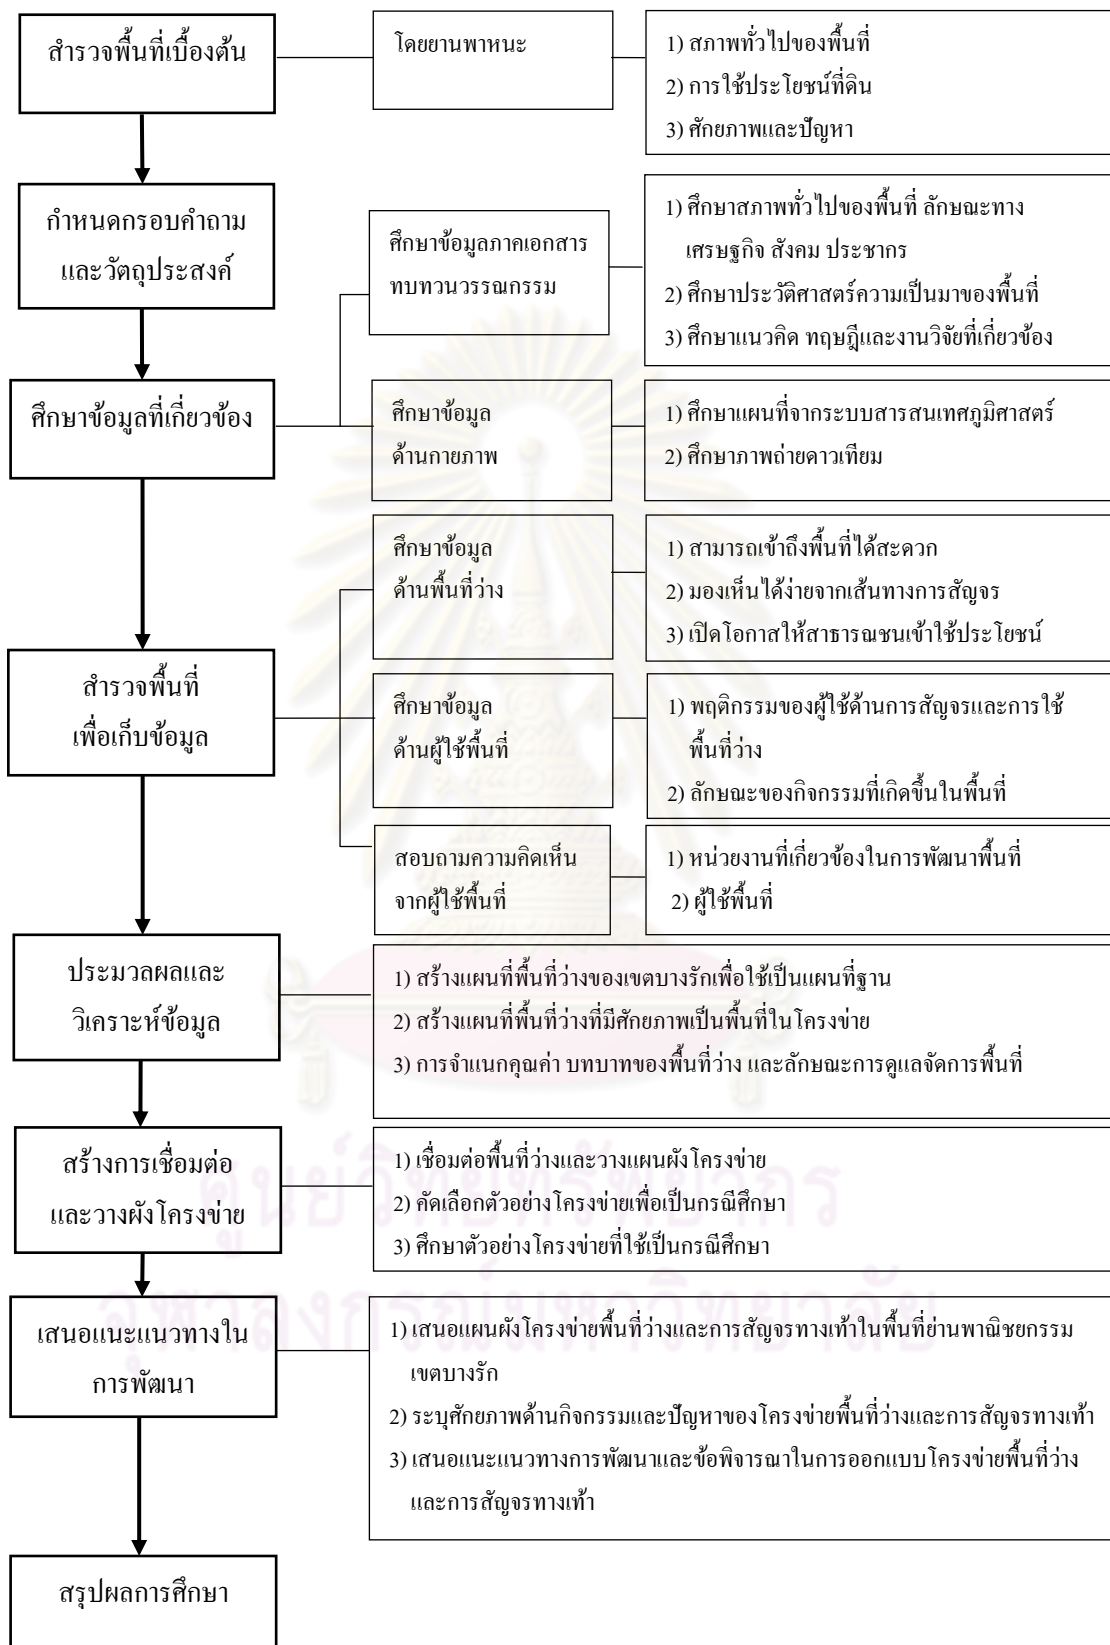 สำรวจพื้นที่เบื้องต้น
โดยยานพาหนะ
1) สภาพทั่วไปของพื้นที่
2) การใช้ประโยชน์ที่ดิน
3) ศักยภาพและปัญหา
กำหนดกรอบคำถาม
และวัตถุประสงค์
ศึกษาข้อมูลภาคเอกสาร
ทบทวนวรรณกรรม
1) ศึกษาสภาพทั่วไปของพื้นที่ ลักษณะทาง
เศรษฐกิจ สังคม ประชากร
2) ศึกษาประวัติศาสตร์ความเป็นมาของพื้นที่
3) ศึกษาแนวคิด ทฤษฎีและงานวิจัยที่เกี่ยวข้อง
ศึกษาข้อมูลที่เกี่ยวข้อง
ศึกษาข้อมูล
ด้านกายภาพ
1) ศึกษาแผนที่จากระบบสารสนเทศภูมิศาสตร์
2) ศึกษาภาพถ่ายดาวเทียม
ศึกษาข้อมูล
ด้านพื้นที่ว่าง
1) สามารถเข้าถึงพื้นที่ได้สะดวก
2) มองเห็นได้ง่ายจากเส้นทางการสัญจร
3) เปิดโอกาสให้สาธารณชนเข้าใช้ประโยชน์
สำรวจพื้นที่
เพื่อเก็บข้อมูล
ศึกษาข้อมูล
ด้านผู้ใช้พื้นที่
1) พฤติกรรมของผู้ใช้ด้านการสัญจรและการใช้
พื้นที่ว่าง
2) ลักษณะของกิจกรรมที่เกิดขึ้นในพื้นที่
สอบถามความคิดเห็น
จากผู้ใช้พื้นที่
1) หน่วยงานที่เกี่ยวข้องในการพัฒนาพื้นที่
2) ผู้ใช้พื้นที่
ประมวลผลและ
วิเคราะห์ข้อมูล
1) สร้างแผนที่พื้นที่ว่างของเขตบางรักเพื่อใช้เป็นแผนที่ฐาน
2) สร้างแผนที่พื้นที่ว่างที่มีศักยภาพเป็นพื้นที่ในโครงข่าย
3) การจำแนกคุณค่า บทบาทของพื้นที่ว่าง และลักษณะการดูแลจัดการพื้นที่
สร้างการเชื่อมต่อ
และวางผังโครงข่าย
1) เชื่อมต่อพื้นที่ว่างและวางแผนผังโครงข่าย
2) คัดเลือกตัวอย่างโครงข่ายเพื่อเป็นกรณีศึกษา
3) ศึกษาตัวอย่างโครงข่ายที่ใช้เป็นกรณีศึกษา
ศูนย์วิทยทรัพยากร
จุฬาลงกรณ์มหาวิทยาลัย
เสนอแนะแนวทางใน
การพัฒนา
1) เสนอแผนผังโครงข่ายพื้นที่ว่างและการสัญจรทางเท้าในพื้นที่ย่านพาณิชยกรรม
เขตบางรัก
2) ระบุศักยภาพด้านกิจกรรมและปัญหาของโครงข่ายพื้นที่ว่างและการสัญจรทางเท้า
3) เสนอแนะแนวทางการพัฒนาและข้อพิจารณาในการออกแบบโครงข่ายพื้นที่ว่าง
และการสัญจรทางเท้า
สรุปผลการศึกษา